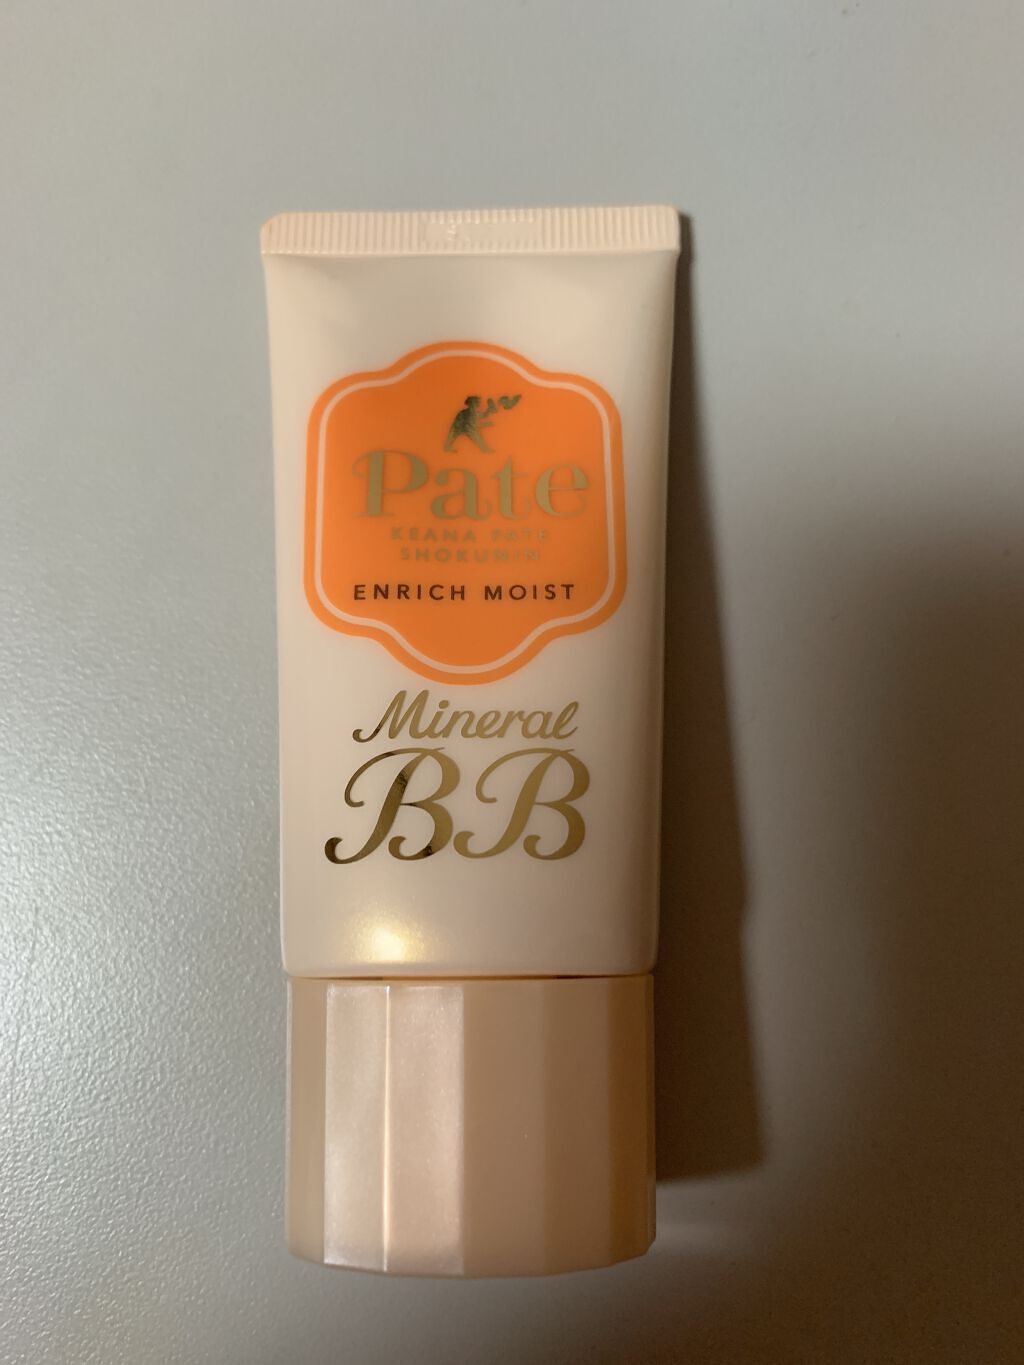 Pate
KEANA PATE
SHOKUNIN
ENRICH MOIST
Mineral
BB